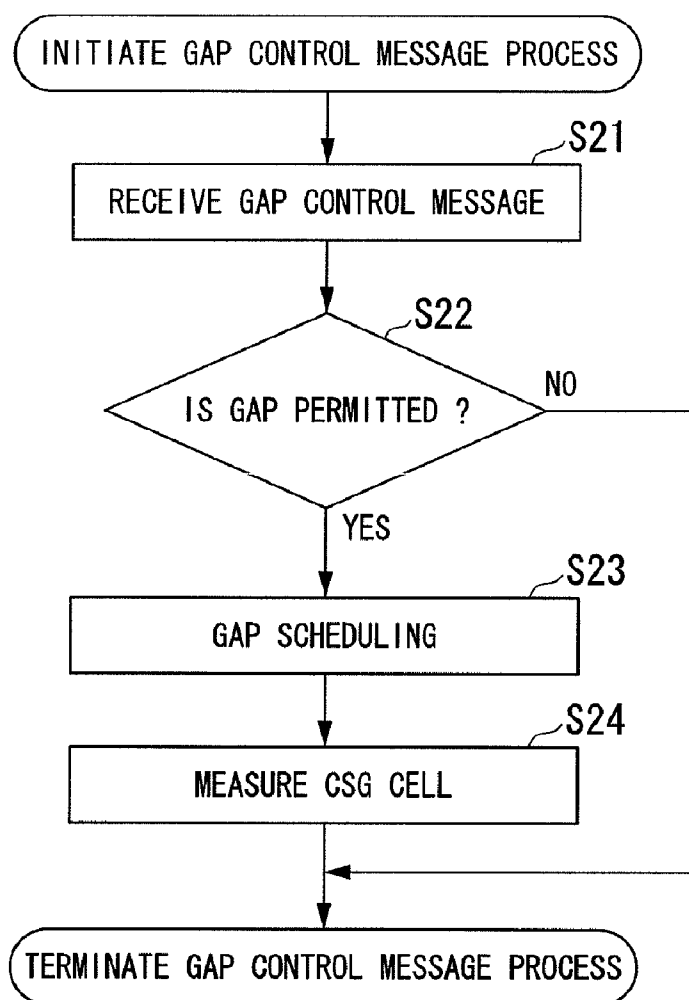 INITIATE GAP CONTROL MESSAGE PROCESS
S21
RECEIVE GAP CONTROL MESSAGE
S22
IS GAP PERMITTED ?
NO
YES
S23
GAP SCHEDULING
S24
MEASURE CSG CELL
TERMINATE GAP CONTROL MESSAGE PROCESS